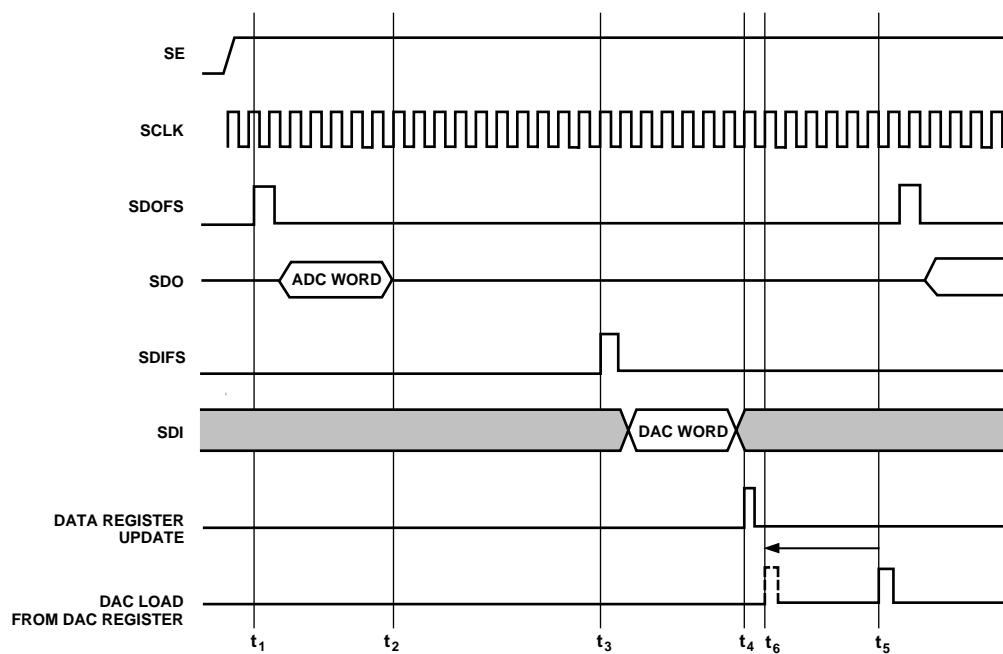 SE
SCLK
SDOFS
SDO
ADC WORD
SDIFS
SDI
DAC WORD
DATA REGISTER
UPDATE
DAC LOAD
FROM DAC REGISTER
t1 t2 t3 t4 t6 t5